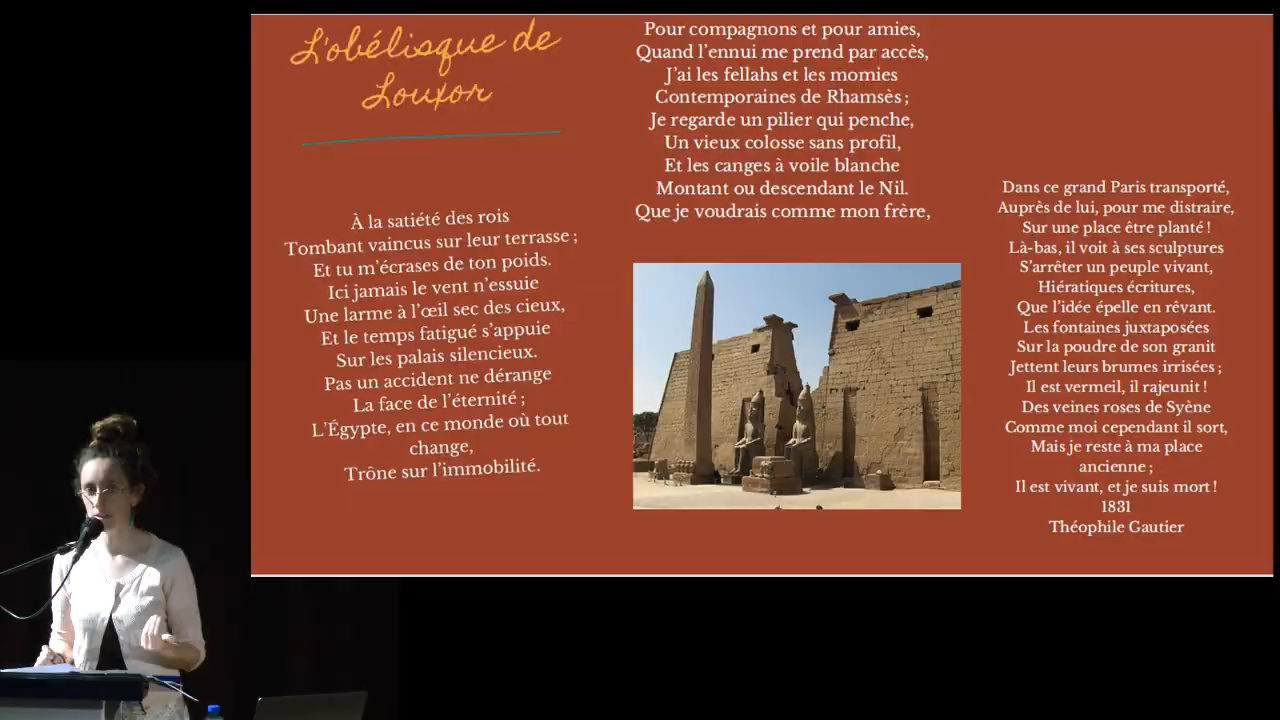 L'obélisque de
Louxor
À la satiété des rois
Tombant vaincus sur leur terrasse ;
Et tu m’écrases de ton poids.
Ici jamais le vent n’essuie
Une larme à l’œil sec des cieux,
Et le temps fatigué s’appuie
Sur les palais silencieux.
Pas un accident ne dérange
La face de l’éternité ;
L’Égypte, en ce monde où tout
change,
Trône sur l’immobilité.
Pour compagnons et pour amies,
Quand l’ennui me prend par accès,
J’ai les fellahs et les momies
Contemporaines de Rhamsès ;
Je regarde un pilier qui penche,
Un vieux colosse sans profil,
Et les canges à voile blanche
Montant ou descendant le Nil.
Que je voudrais comme mon frère,
Dans ce grand Paris transporté,
Auprès de lui, pour me distraire,
Sur une place être planté !
Là-bas, il voit à ses sculptures
S’arrêter un peuple vivant,
Hiératiques écritures,
Que l’idée épelle en rêvant.
Les fontaines juxtaposées
Sur la poudre de son granit
Jettent leurs brumes irisées ;
Il est vermeil, il rajeunit !
Des veines roses de Syène
Comme moi cependant il sort,
Mais je reste à ma place
ancienne ;
Il est vivant, et je suis mort !
1831
Théophile Gautier